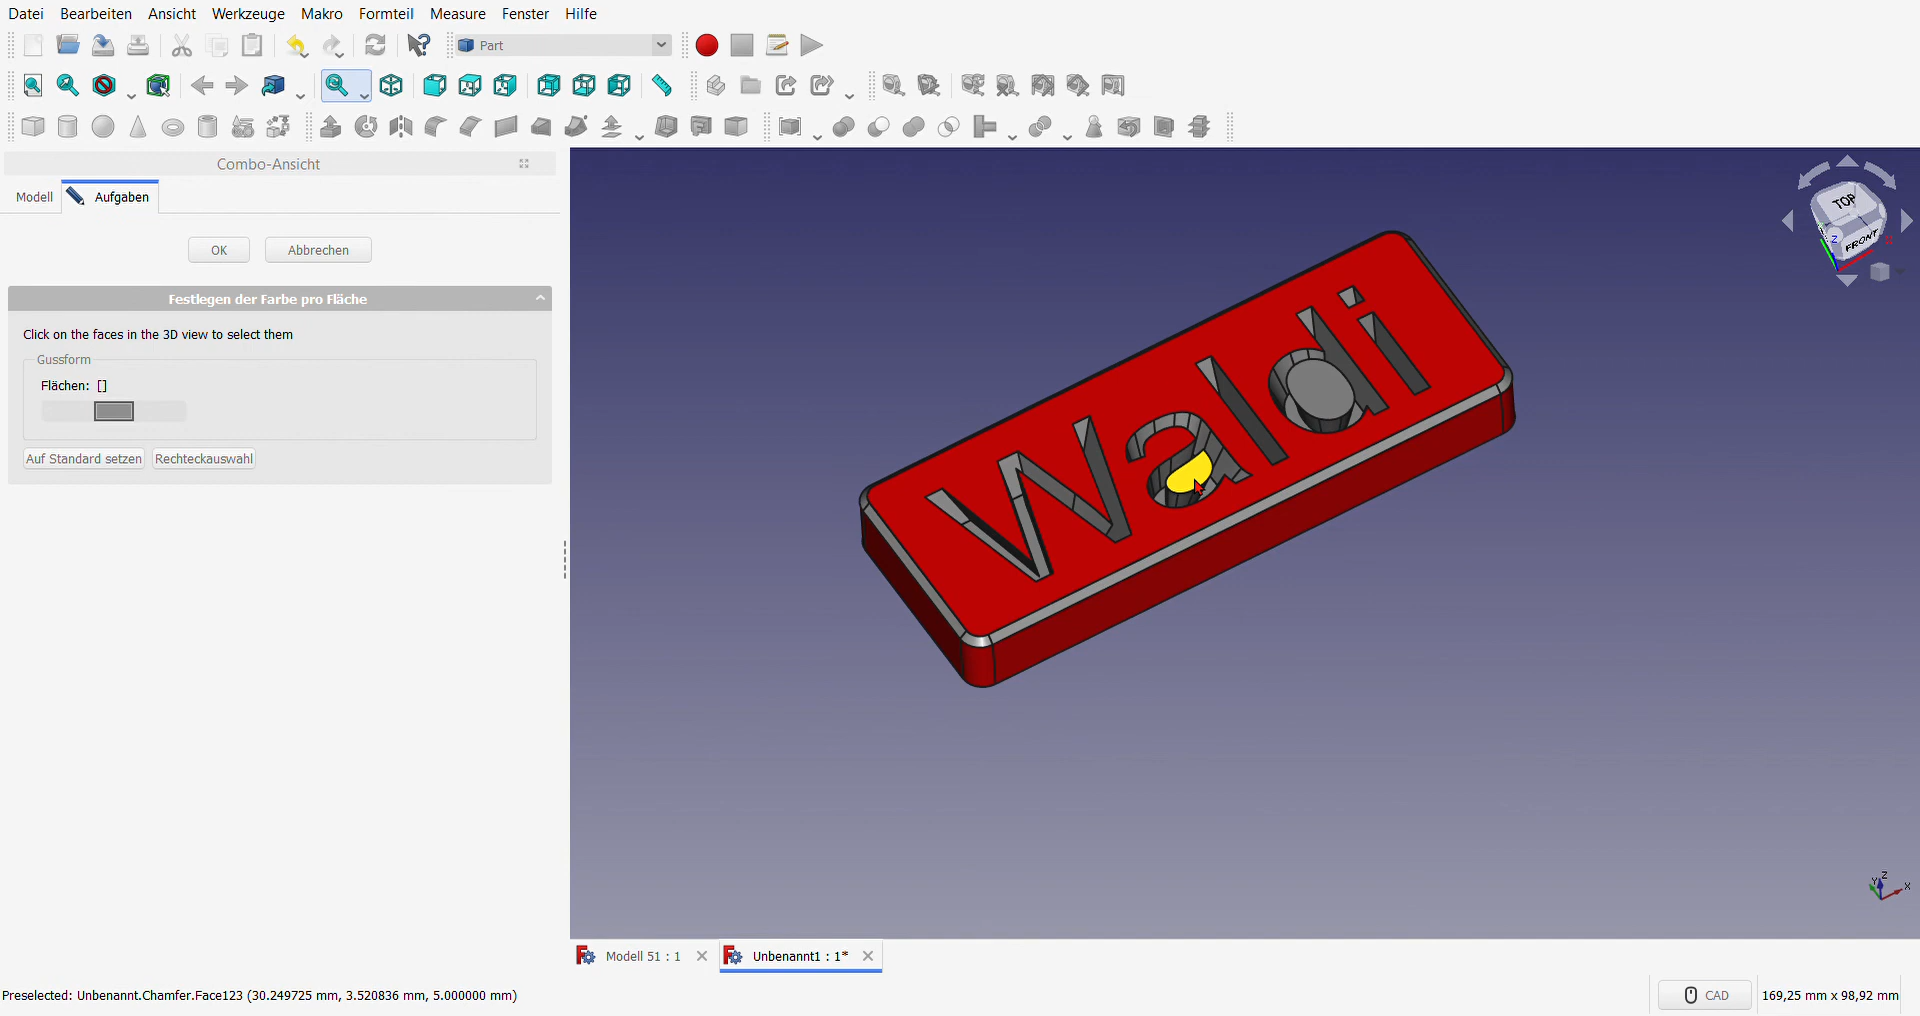 Datei Bearbeiten Ansicht Werkzeuge Makro Formteil Measure Fenster Hilfe
Part
Combo-Ansicht
Modell Aufgaben
OK Abbrechen
Festlegen der Farbe pro Fläche
Click on the faces in the 3D view to select them
Gussform
Flächen: []
Auf Standard setzen Rechteckauswahl
TOP
FRONT
Z
Waldi
Y Z X
Modell 51 : 1 Unbenannt1 : 1*
Preselected: Unbenannt.Chamfer.Face123 (30.249725 mm, 3.520836 mm, 5.000000 mm)
CAD 169,25 mm x 98,92 mm